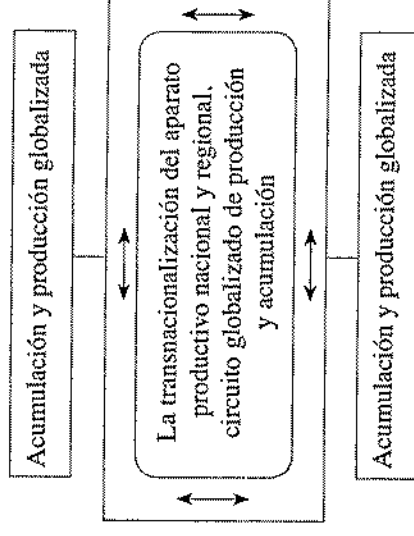 Acumulación y producción globalizada
La transnacionalización del aparato
productivo nacional y regional.
circuito globalizado de producción
y acumulación
Acumulación y producción globalizada